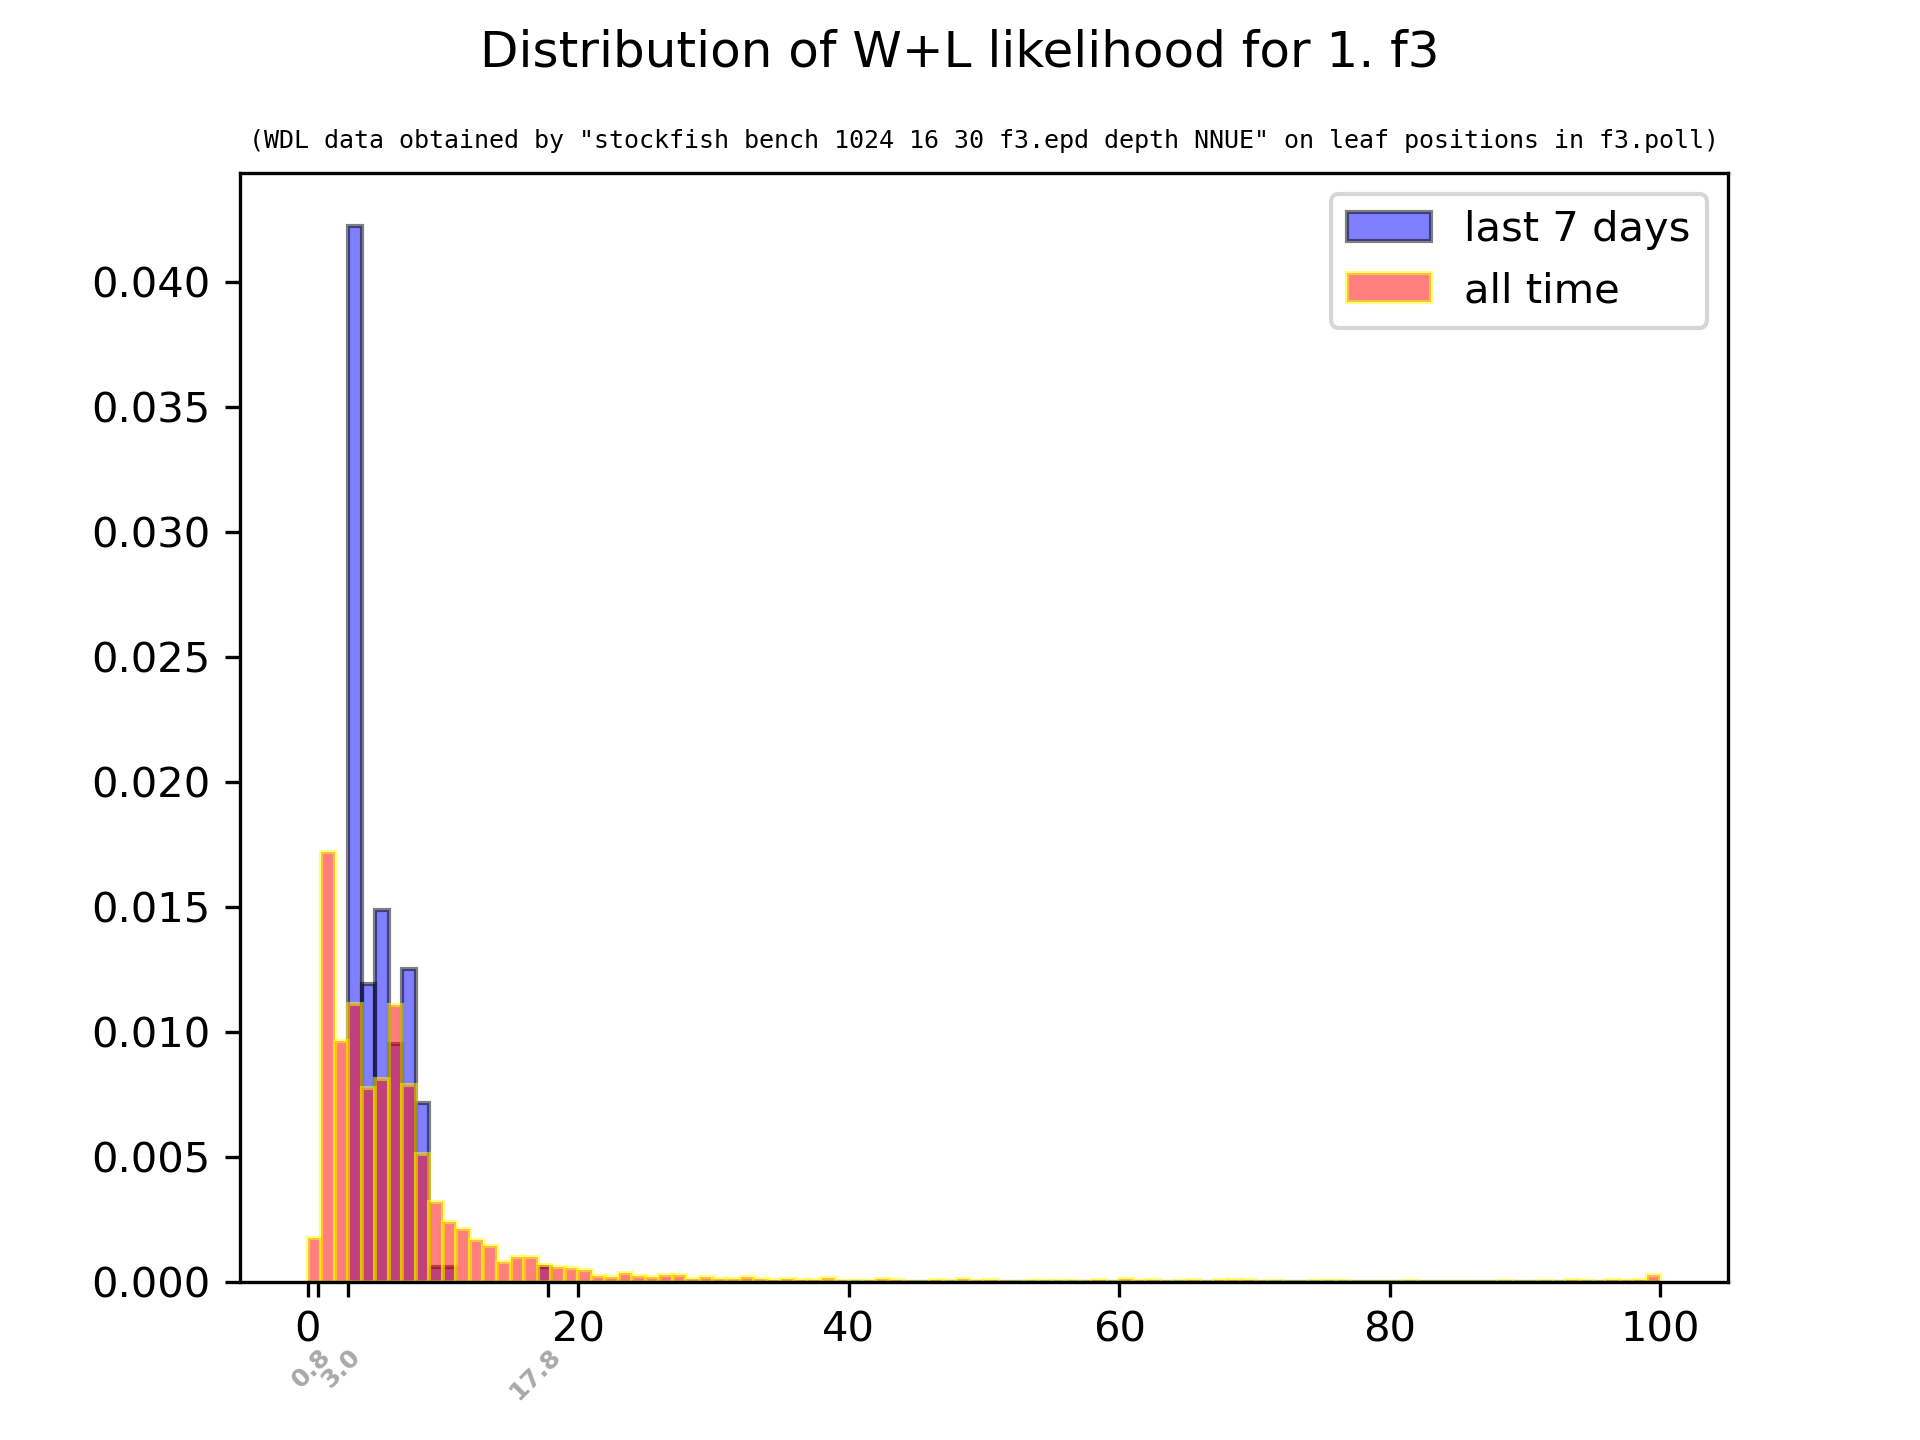 Distribution of W+L likelihood for 1. f3
(WDL data obtained by "stockfish bench 1024 16 30 f3.epd depth NNUE" on leaf positions in f3.poll)
last 7 days
all time
0.040
0.035
0.030
0.025
0.020
0.015
0.010
0.005
0.000
0 20 40 60 80 100
0.8 3.0 17.8